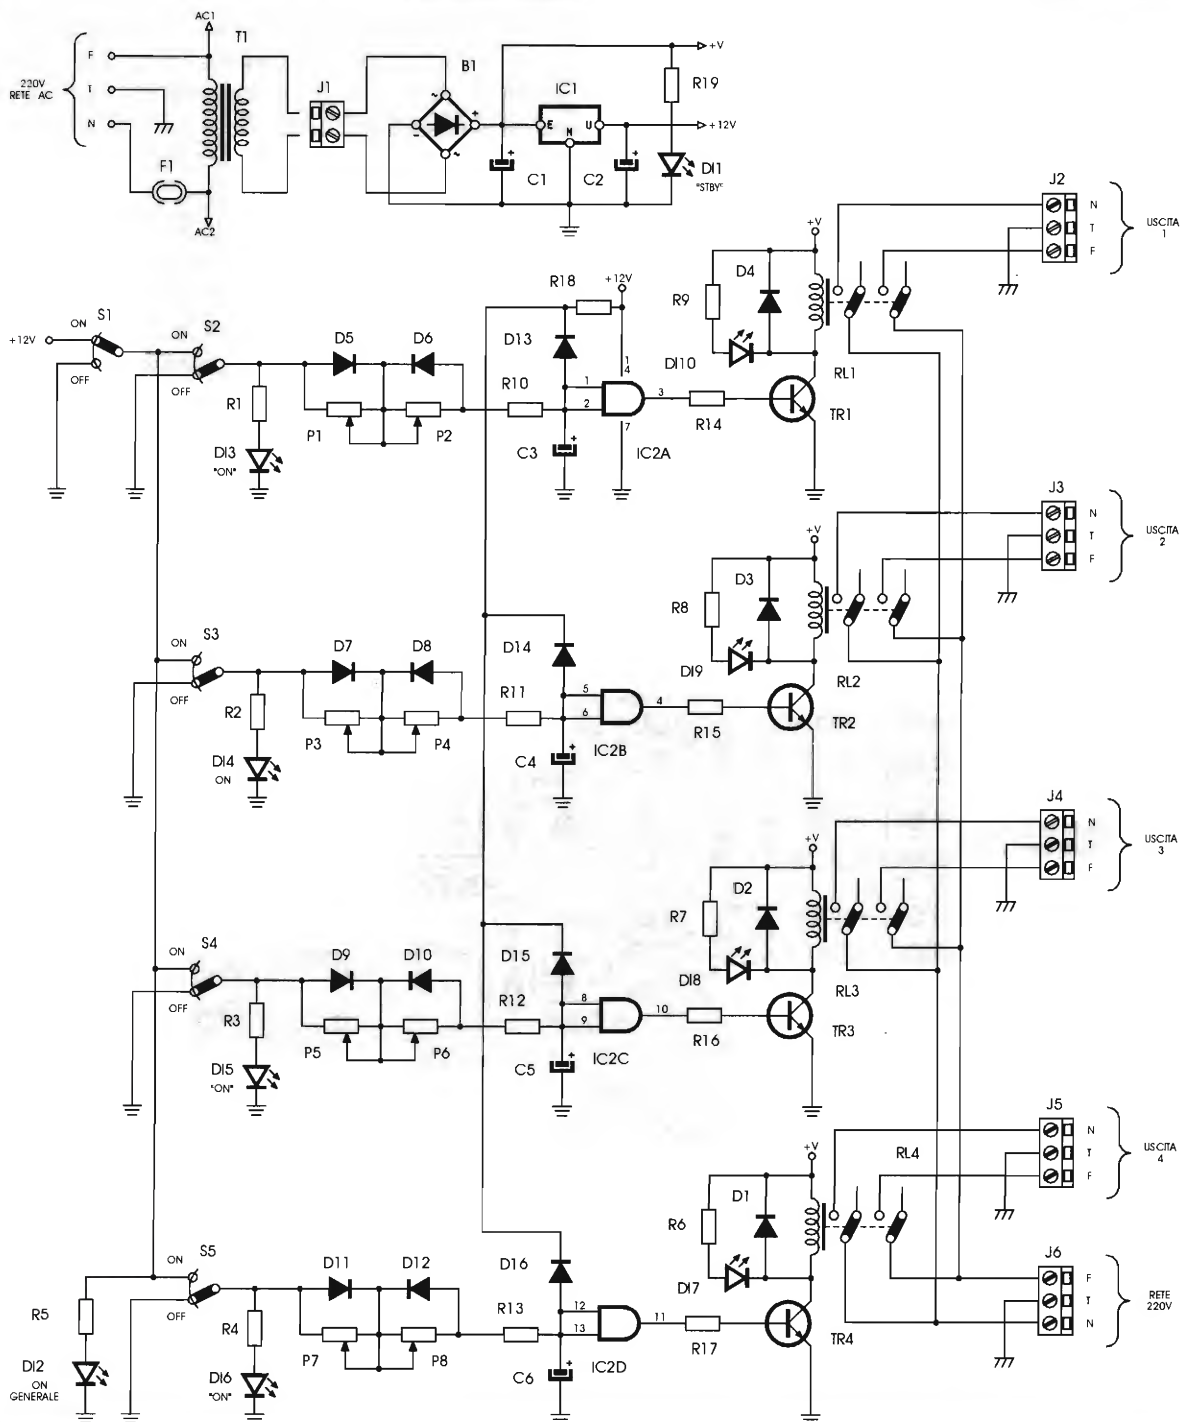 AC1
T1
F
220V
RETE AC
T
N
F1
AC2
J1
B1
~
+
-
~
IC1
E
M
U
+
C1
+
C2
+V
R19
+12V
DI1
"STBY"
J2
N
T
F
USCITA
1
+V
D4
R9
DI10
RL1
TR1
+12V
R18
D13
1
4
1
2
3
7
R10
R14
+
C3
IC2A
S1
ON
+12V
OFF
S2
ON
OFF
D5
D6
R1
P1
P2
DI3
"ON"
J3
N
T
F
USCITA
2
+V
D3
R8
DI9
RL2
TR2
S3
ON
OFF
D7
D8
D14
R2
P3
P4
R11
5
6
4
R15
IC2B
+
C4
DI4
ON
J4
N
T
F
USCITA
3
+V
D2
R7
DI8
RL3
TR3
S4
ON
OFF
D9
D10
D15
R3
P5
P6
R12
8
9
10
R16
IC2C
+
C5
DI5
"ON"
J5
N
T
F
USCITA
4
+V
RL4
D1
R6
DI7
TR4
J6
F
T
N
RETE
220V
S5
ON
OFF
D11
D12
D16
R5
R4
P7
P8
R13
12
13
11
R17
IC2D
+
C6
DI2
ON
GENERALE
DI6
"ON"